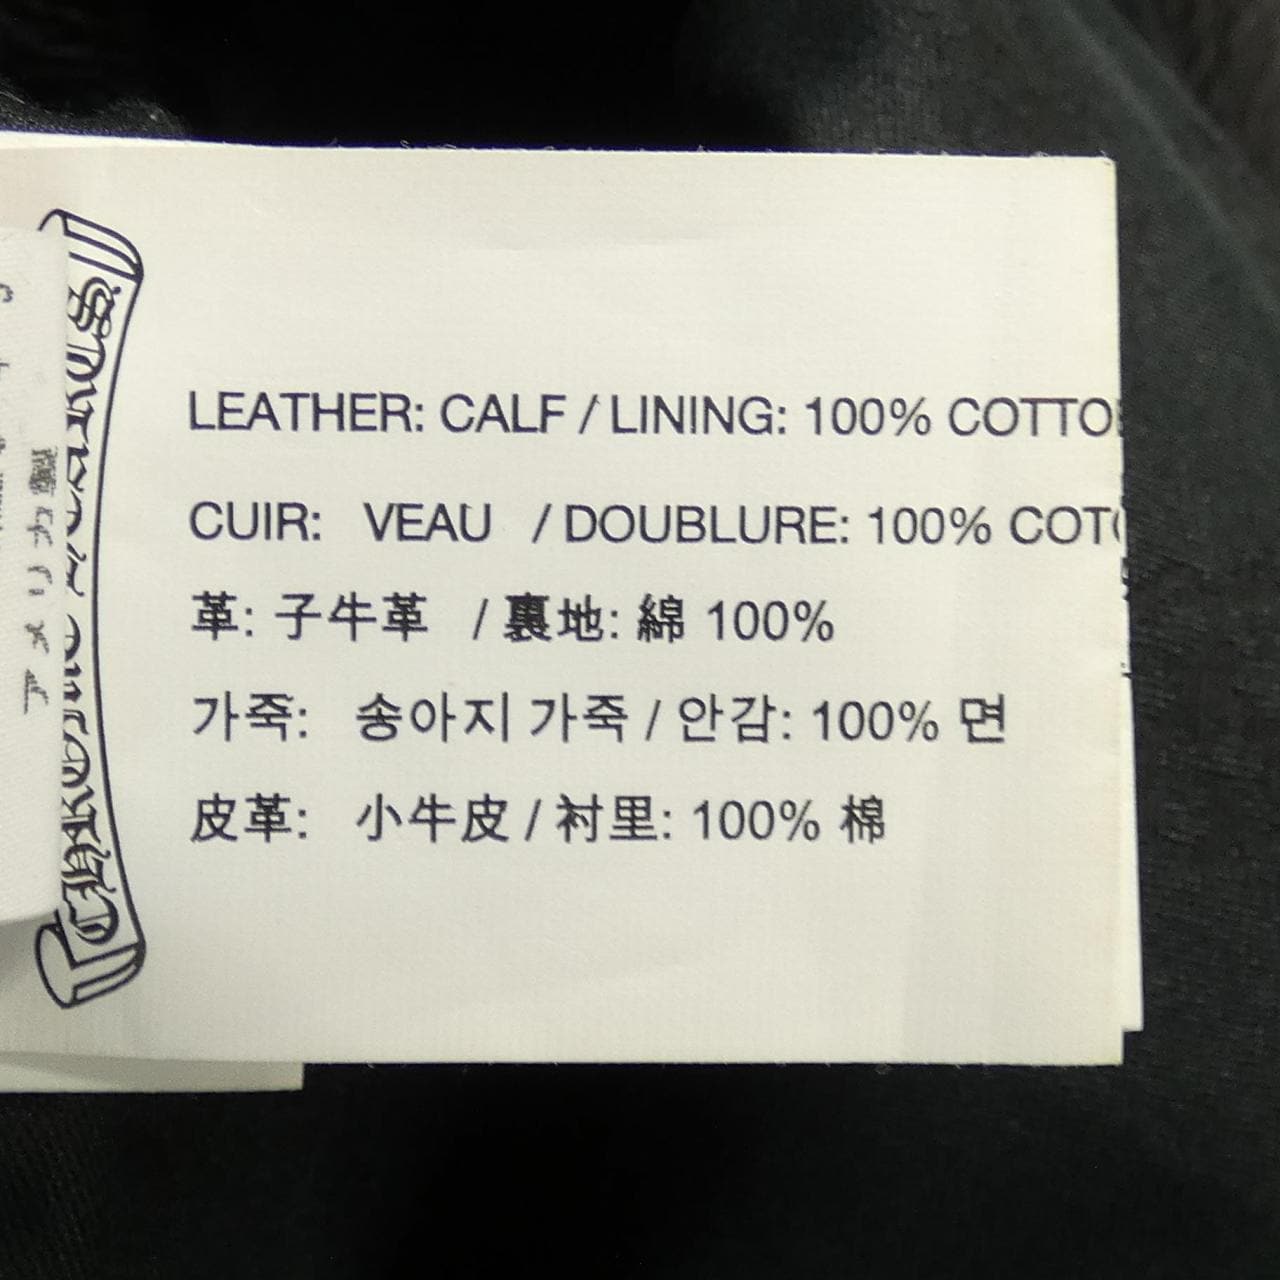 LEATHER: CALF / LINING: 100% COTTO
CUIR: VEAU / DOUBLURE: 100% COT
革: 子牛革 / 裏地: 綿 100%
가죽: 송아지 가죽 / 안감: 100% 면
皮革: 小牛皮 / 衬里: 100% 棉